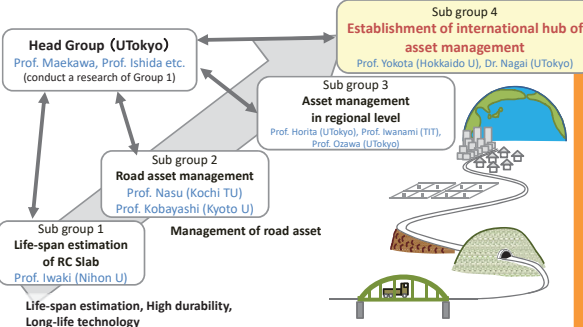 Sub group 4
Establishment of international hub of
asset management
Prof. Yokota (Hokkaido U), Dr. Nagai (UTokyo)
Head Group (UTokyo)
Prof. Maekawa, Prof. Ishida etc.
(conduct a research of Group 1)
Sub group 3
Asset management
in regional level
Prof. Horita (UTokyo), Prof. Iwanami (TIT),
Prof. Ozawa (UTokyo)
Sub group 2
Road asset management
Prof. Nasu (Kochi TU)
Prof. Kobayashi (Kyoto U)
Management of road asset
Sub group 1
Life-span estimation
of RC Slab
Prof. Iwaki (Nihon U)
Life-span estimation, High durability,
Long-life technology